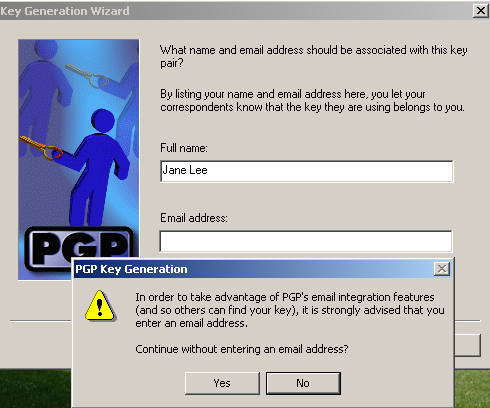 Key Generation Wizard
What name and email address should be associated with this key
pair?
By listing your name and email address here, you let your
correspondents know that the key they are using belongs to you.
Full name:
Jane Lee
Email address:
PGP
PGP Key Generation
In order to take advantage of PGP's email integration features
(and so others can find your key), it is strongly advised that you
enter an email address.
Continue without entering an email address?
Yes
No